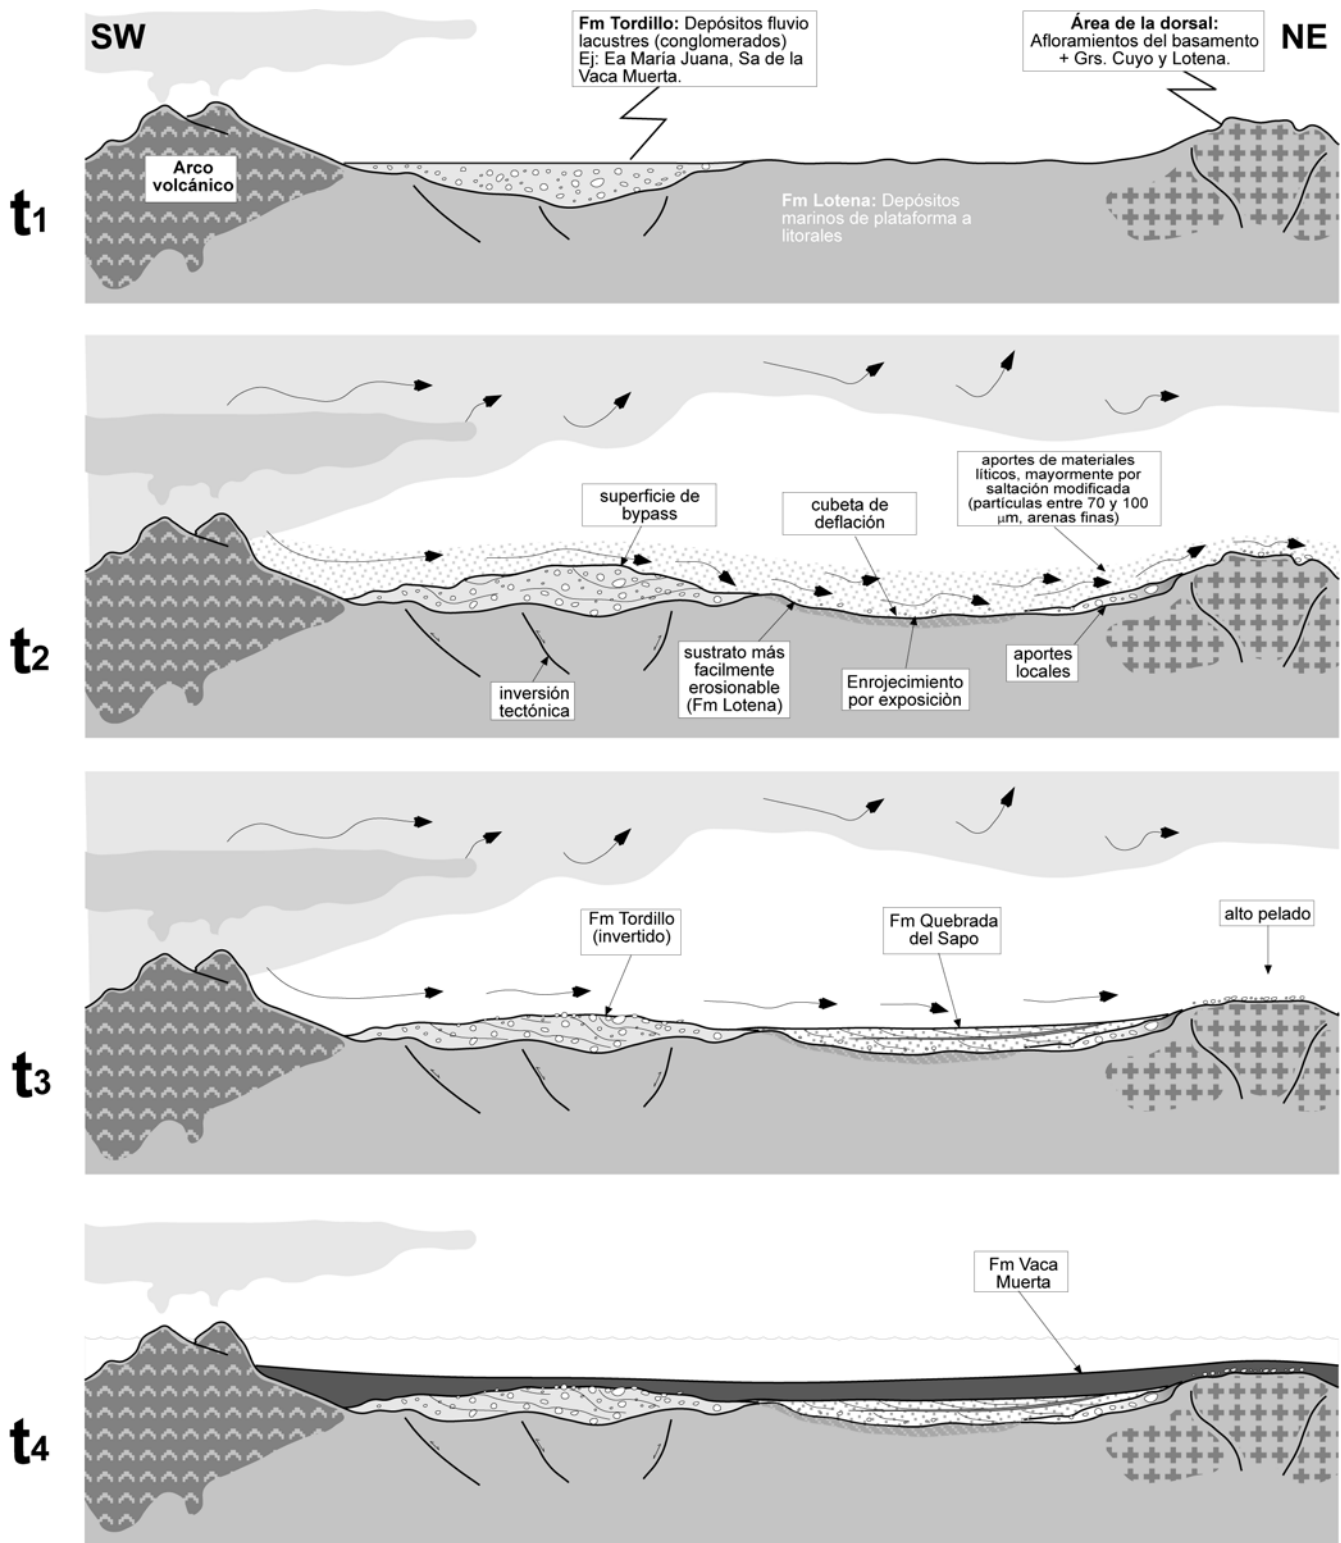 SW
Fm Tordillo: Depósitos fluvio
lacustres (conglomerados)
Ej: Ea María Juana, Sa de la
Vaca Muerta.
Área de la dorsal:
Afloramientos del basamento
+ Grs. Cuyo y Lotena.
NE
Arco
volcánico
t1
Fm Lotena: Depósitos
marinos de plataforma a
litorales
aportes de materiales
líticos, mayormente por
saltación modificada
(partículas entre 70 y 100
µm, arenas finas)
superficie de
bypass
cubeta de
deflación
t2
inversión
tectónica
sustrato más
facilmente
erosionable
(Fm Lotena)
Enrojecimiento
por exposiciòn
aportes
locales
Fm Tordillo
(invertido)
Fm Quebrada
del Sapo
alto pelado
t3
Fm Vaca
Muerta
t4